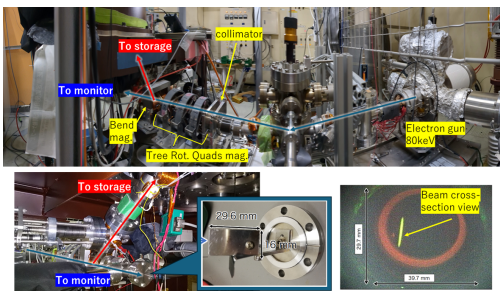 collimator
To storage
To monitor
Bend
mag.
Tree Rot. Quads mag.
Electron gun
80keV
To storage
To monitor
29.6 mm
16 mm
Beam cross-
section view
29.7 mm
39.7 mm